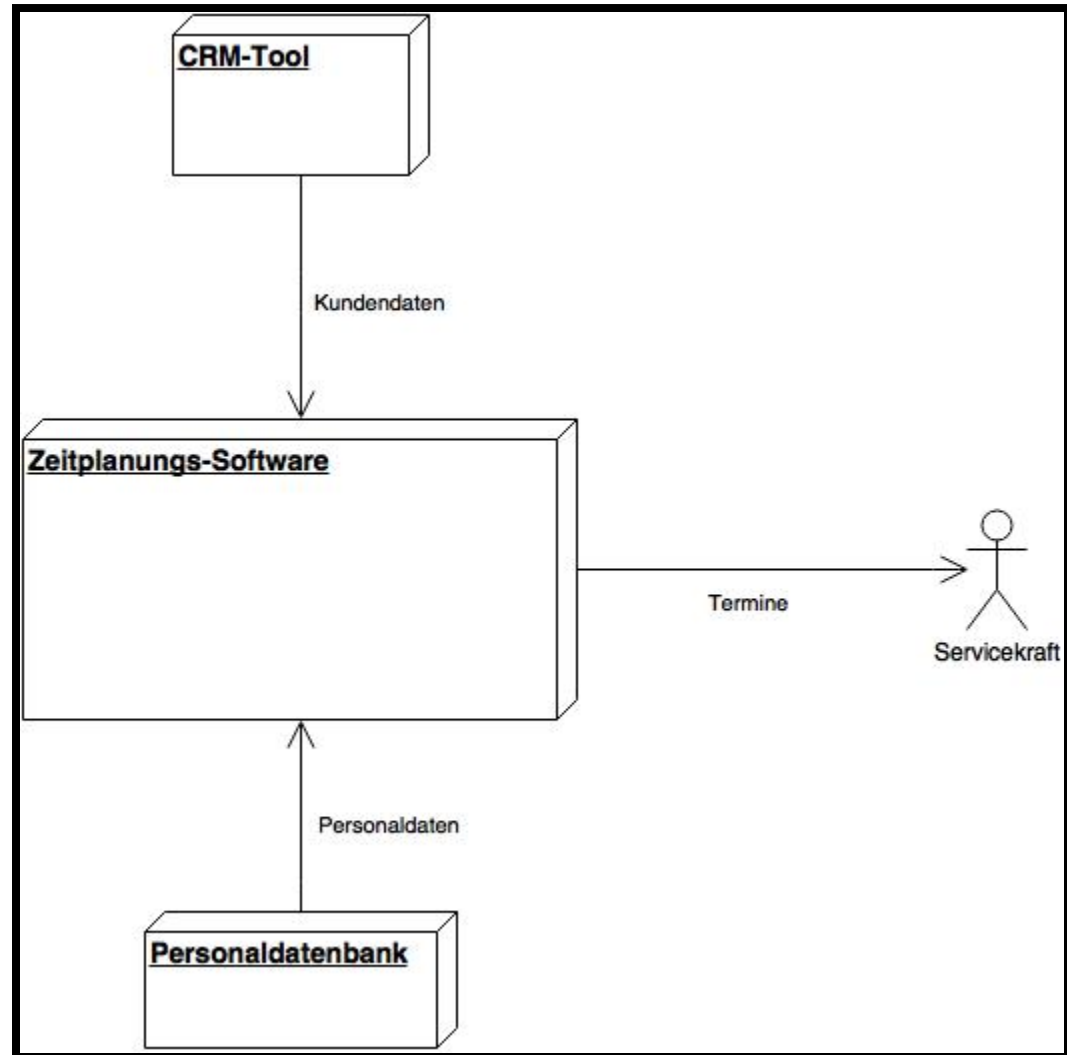 CRM-Tool
Kundendaten
Zeitplanungs-Software
Termine
Servicekraft
Personaldaten
Personaldatenbank